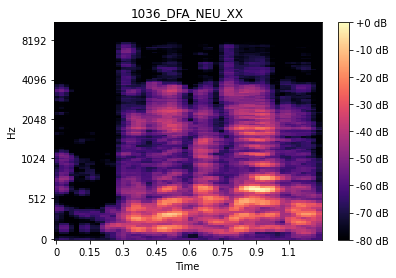 1036_DFA_NEU_XX
+0 dB
8192
-10 dB
4096
-20 dB
-30 dB
2048
Hz
-40 dB
1024
-50 dB
512
-60 dB
-70 dB
0
-80 dB
0 0.15 0.3 0.45 0.6 0.75 0.9 1.1
Time